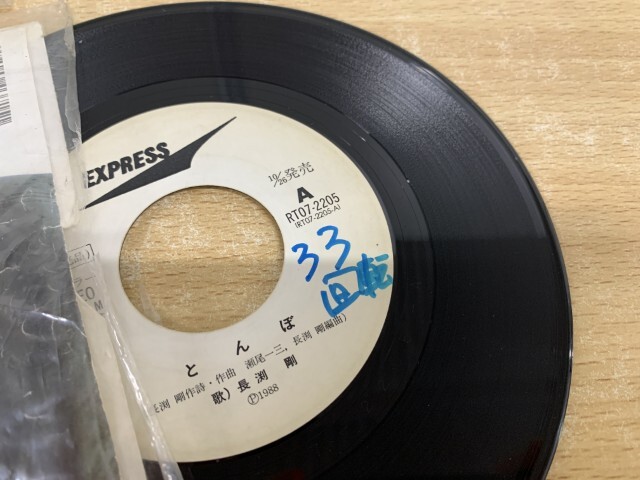 EXPRESS
10/26発売
A
RT07-2205
(RT07-2205-A)
33
回転
とんぼ
長渕 剛作詩・作曲 瀬尾一三、長渕 剛編曲)
歌)長渕 剛
Ⓟ1988